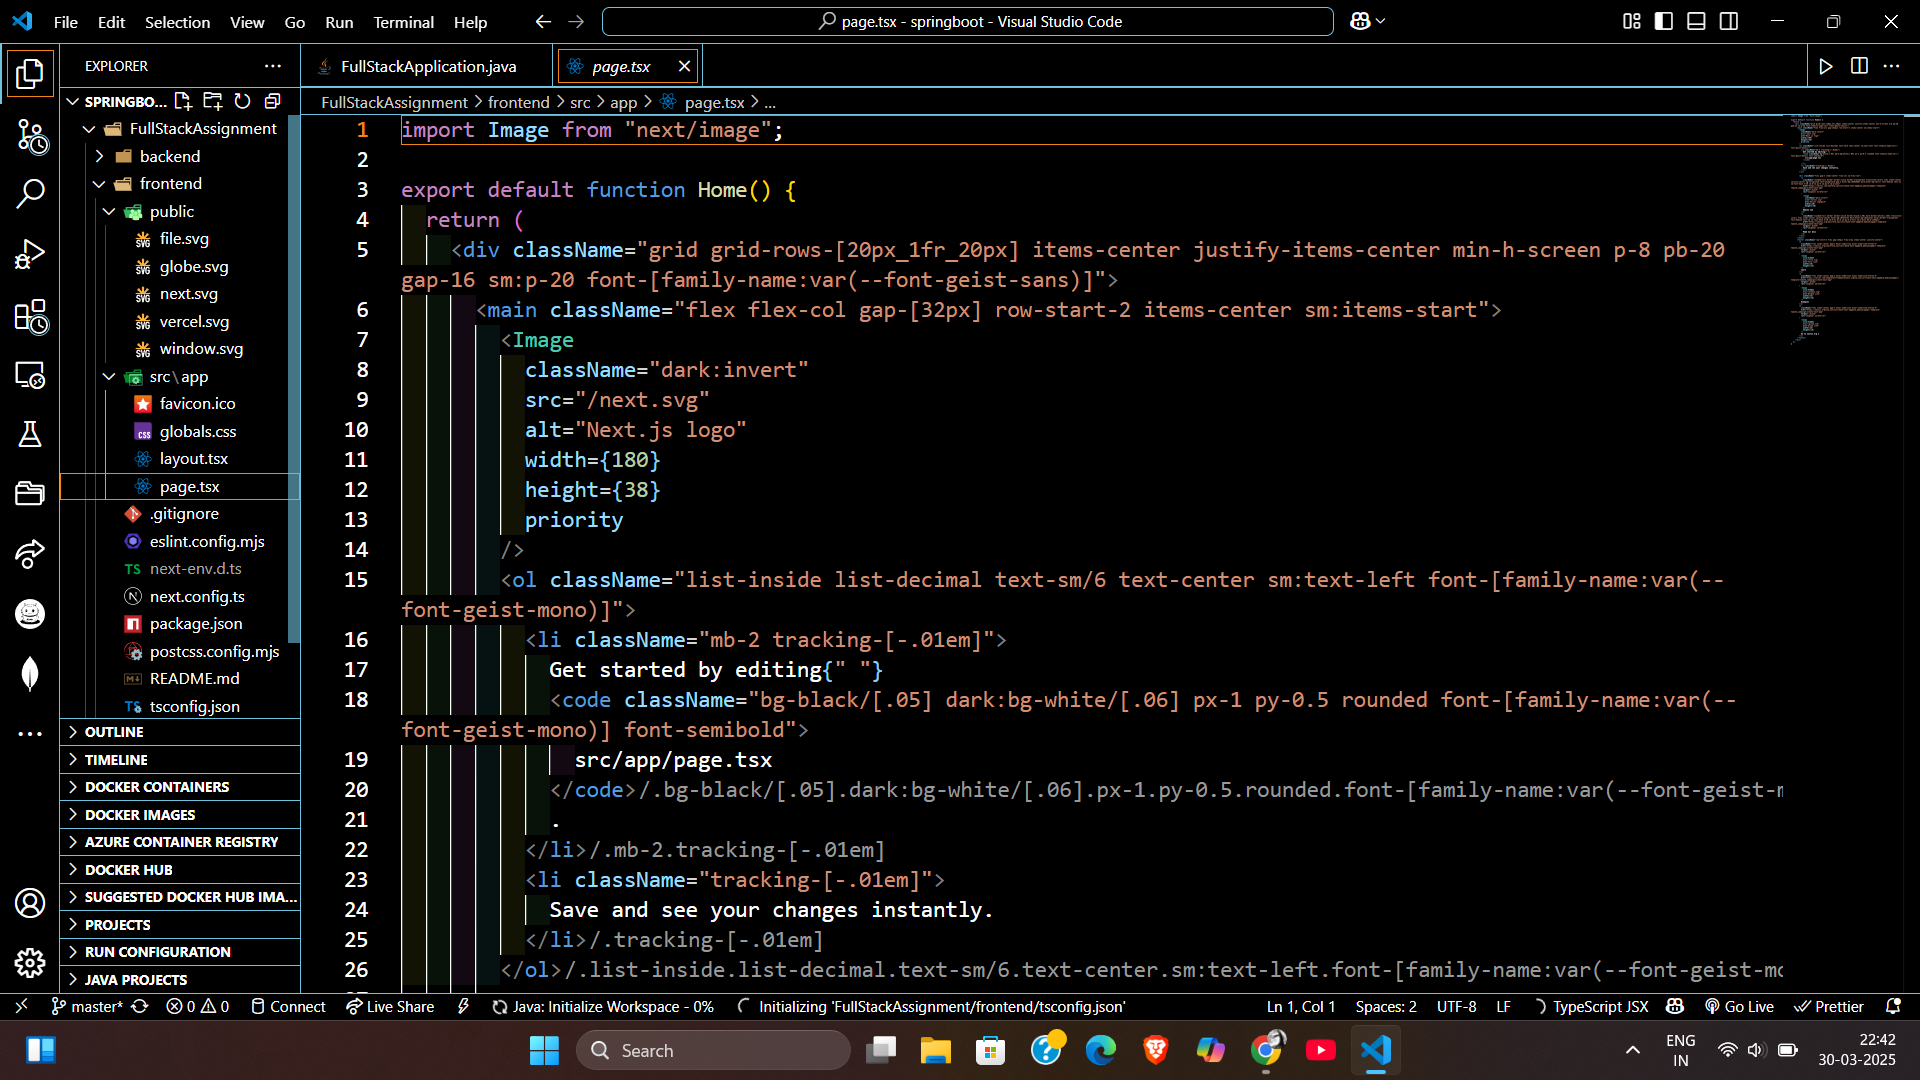 File Edit Selection View Go Run Terminal Help
page.tsx - springboot - Visual Studio Code
EXPLORER
SPRINGBO...
FullStackAssignment
backend
frontend
public
file.svg
globe.svg
next.svg
vercel.svg
window.svg
src\app
favicon.ico
globals.css
layout.tsx
page.tsx
.gitignore
eslint.config.mjs
next-env.d.ts
next.config.ts
package.json
postcss.config.mjs
README.md
tsconfig.json
OUTLINE
TIMELINE
DOCKER CONTAINERS
DOCKER IMAGES
AZURE CONTAINER REGISTRY
DOCKER HUB
SUGGESTED DOCKER HUB IMA...
PROJECTS
RUN CONFIGURATION
JAVA PROJECTS
FullStackApplication.java page.tsx
FullStackAssignment > frontend > src > app > page.tsx > ...
1 import Image from "next/image";
2
3 export default function Home() {
4 return (
5 <div className="grid grid-rows-[20px_1fr_20px] items-center justify-items-center min-h-screen p-8 pb-20
gap-16 sm:p-20 font-[family-name:var(--font-geist-sans)]">
6 <main className="flex flex-col gap-[32px] row-start-2 items-center sm:items-start">
7 <Image
8 className="dark:invert"
9 src="/next.svg"
10 alt="Next.js logo"
11 width={180}
12 height={38}
13 priority
14 />
15 <ol className="list-inside list-decimal text-sm/6 text-center sm:text-left font-[family-name:var(--
font-geist-mono)]">
16 <li className="mb-2 tracking-[-.01em]">
17 Get started by editing{" "}
18 <code className="bg-black/[.05] dark:bg-white/[.06] px-1 py-0.5 rounded font-[family-name:var(--
font-geist-mono)] font-semibold">
19 src/app/page.tsx
20 </code>/.bg-black/[.05].dark:bg-white/[.06].px-1.py-0.5.rounded.font-[family-name:var(--font-geist-m
21 .
22 </li>/.mb-2.tracking-[-.01em]
23 <li className="tracking-[-.01em]">
24 Save and see your changes instantly.
25 </li>/.tracking-[-.01em]
26 </ol>/.list-inside.list-decimal.text-sm/6.text-center.sm:text-left.font-[family-name:var(--font-geist-mo
master* 0 0 Connect Live Share Java: Initialize Workspace - 0% Initializing 'FullStackAssignment/frontend/tsconfig.json' Ln 1, Col 1 Spaces: 2 UTF-8 LF TypeScript JSX Go Live Prettier
Search
ENG
IN
22:42
30-03-2025